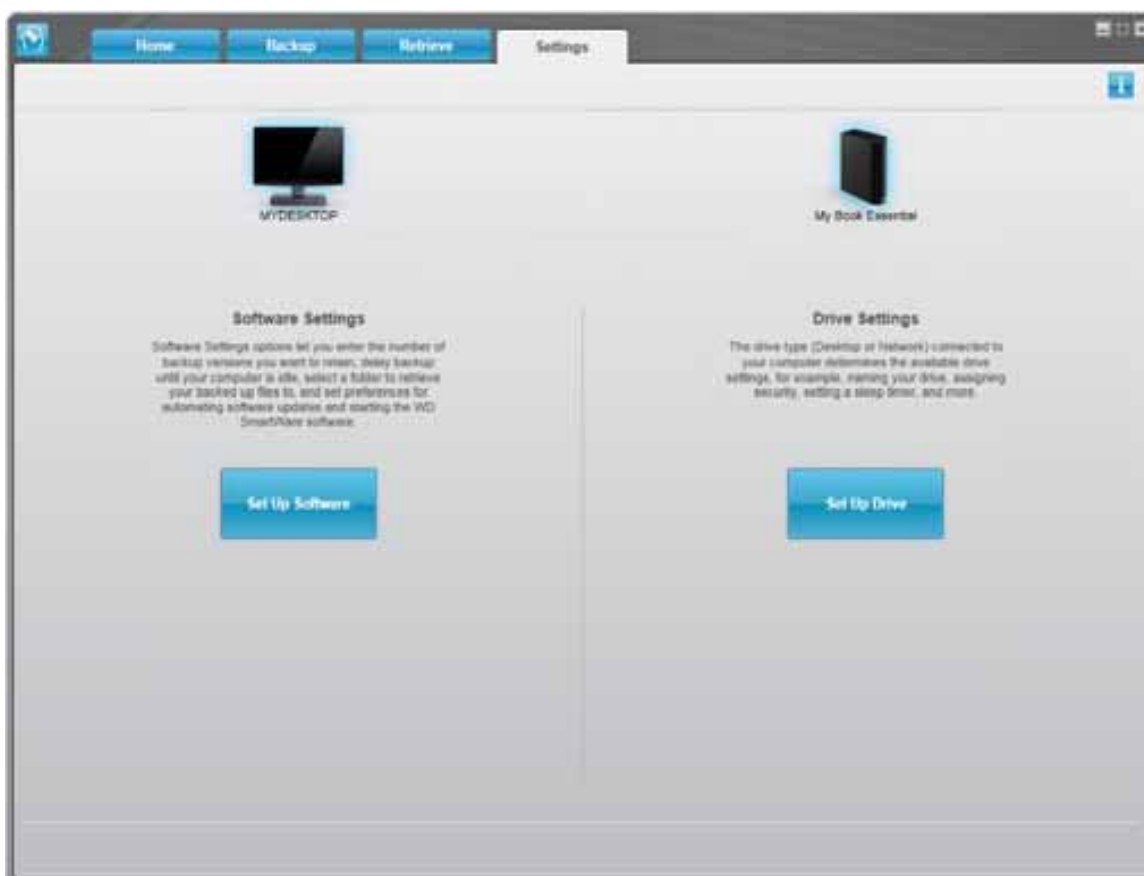 Home
Backup
Retrieve
Settings
MYDESKTOP
My Book Essential
Software Settings
Software Settings options let you enter the number of
backup versions you want to retain, delay backup
until your computer is idle, select a folder to retrieve
your backed up files to, and set preferences for
automating software updates and starting the WD
SmartWare software.
Set Up Software
Drive Settings
The drive type (Desktop or Network) connected to
your computer determines the available drive
settings, for example, naming your drive, assigning
security, setting a sleep timer, and more.
Set Up Drive